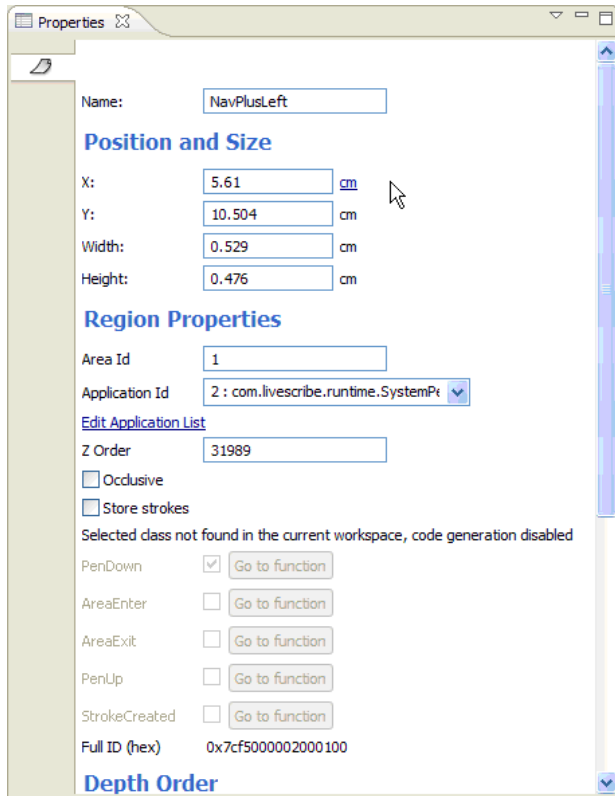 Properties
Name: NavPlusLeft
Position and Size
X: 5.61 cm
Y: 10.504 cm
Width: 0.529 cm
Height: 0.476 cm
Region Properties
Area Id 1
Application Id 2 : com.livescribe.runtime.SystemPe
Edit Application List
Z Order 31989
Occlusive
Store strokes
Selected class not found in the current workspace, code generation disabled
PenDown Go to function
AreaEnter Go to function
AreaExit Go to function
PenUp Go to function
StrokeCreated Go to function
Full ID (hex) 0x7cf5000002000100
Depth Order